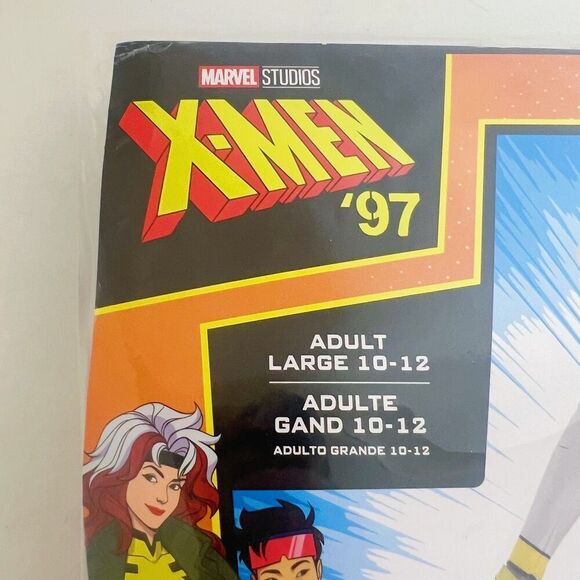 MARVEL STUDIOS
X-MEN
'97
ADULT
LARGE 10-12
ADULTE
GAND 10-12
ADULTO GRANDE 10-12